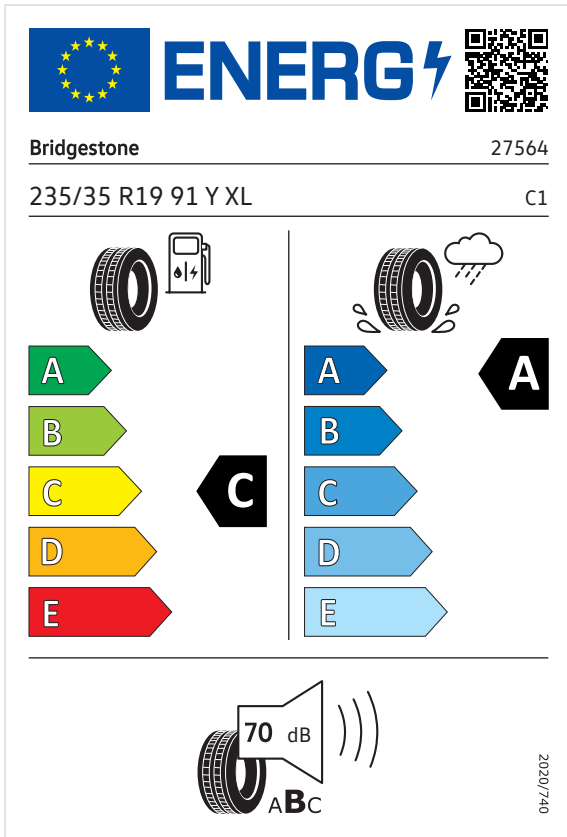 ENERG
Bridgestone 27564
235/35 R19 91 Y XL C1
A A A
B B
C C C
D D
E E
70 dB
ABC
2020/740